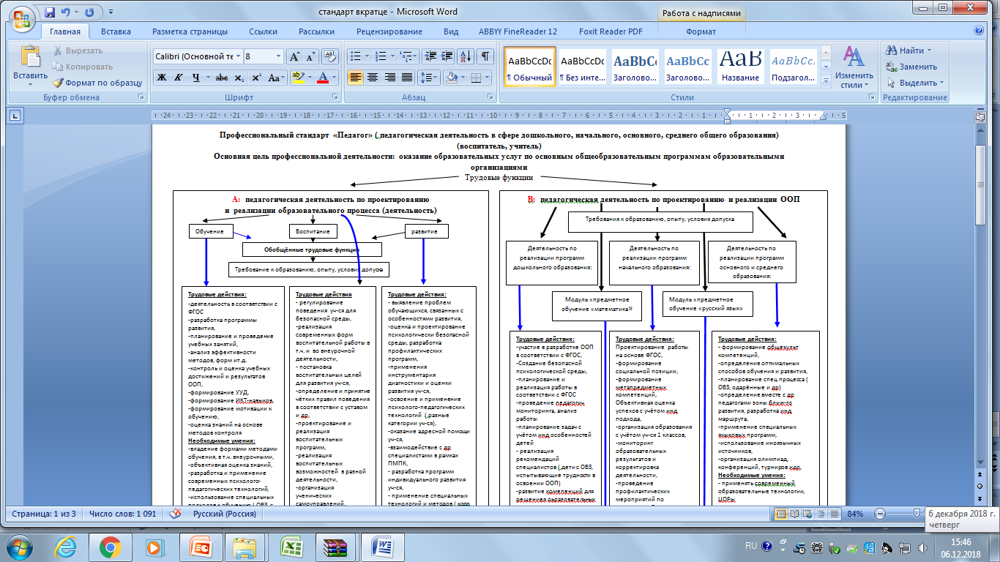 стандарт вкратце - Microsoft Word
Работа с надписями
Главная
Вставка
Разметка страницы
Ссылки
Рассылки
Рецензирование
Вид
ABBYY FineReader 12
Foxit Reader PDF
Формат
Вставить
Вырезать
Копировать
Формат по образцу
Буфер обмена
Calibri (Основной те
8
Шрифт
Абзац
AaBbCcDc
¶ Обычный
AaBbCcDc
¶ Без инте...
AaBbC
Заголово...
AaBbCc
Заголово...
AaB
Название
AaBbCc.
Подзагол...
Изменить
стили
Стили
Найти
Заменить
Выделить
Редактирование
Профессиональный стандарт «Педагог» (,педагогическая деятельность в сфере дошкольного, начального, основного, среднего общего образования)
(воспитатель, учитель)
Основная цель профессиональной деятельности: оказание образовательных услуг по основным общеобразовательным программам образовательными
организациями
Трудовые функции
А: педагогическая деятельность по проектированию
и реализации образовательного процесса (деятельность)
Обучение
Воспитание
развитие
Обобщённые трудовые функции
Требование к образованию, опыту, условия допуска
Трудовые действия:
-деятельность в соответствии с
ФГОС
-разработка программы
развития,
-планирование и проведение
учебных занятий,
-анализ эффективности
методов, форм ит.д.
-контроль и оценка учебных
достижений и результатов
ООП,
-формирование УУД,
-формирование ИКТ-навыков,
-формирование мотивации к
обучению,
-оценка знаний на основе
методов контроля
Необходимые умения:
-владение формами методами
обучения, в т.ч. внеурочными,
-объективная оценка знаний,
-разработка и применение
современных психолого-
педагогических технологий,
-использование специальных
подходов к обучению ( ОВЗ, с
Трудовые действия
- регулирование
поведения уч-ся для
безопасной среды,
-реализация
современных форм
воспитательной работы в
т.ч. и во внеурочной
деятельности,
- постановка
воспитательных целей
для развития уч-ся,
-определение и принятие
чётких правил поведения
в соответствии с уставом
и др,
-проектирование и
реализация
воспитательных
программ,
-реализация
воспитательных
возможностей в разной
деятельности,
-организация
ученических
самоуправлений,
Трудовые действия:
- выявление проблем
обучающихся, связанных с
особенностями развития,
-оценка и проектирование
психологически безопасной
среды, разработка
профилактических
программ,
-применения
инструментария
диагностики и оценки
развития уч-ся,
-освоение и применение
психолого-педагогических
технологий (,разные
категории уч-ся),
-оказание адресной помощи
уч-ся,
-взаимодействие с др
специалистами в рамках
ПМПК,
- разработка программ
индивидуального развития
уч-ся,
- применение специальных
технологий и методов (
В: педагогическая деятельность по проектированию и реализации ООП
Требования к образованию, опыту, условия допуска
Деятельность по
реализации программ
дошкольного образования:
Деятельность по
реализации программ
начального образования:
Деятельность по
реализации программ
основного и среднего
образования:
Модуль «предметное
обучение «математика»
Модуль «предметное
обучение «русский язык»
Трудовые действия:
-участие в разработке ООП
в соответствии с ФГОС,
-Создание безопасной
психологической среды,
-планирование и
реализация работы в
соответствии с ФГОС
-проведение педагогич
мониторинга, анализ
работы
-планирование задач с
учётом инд,особенностей
детей
- реализация
рекомендаций
специалистов (,дети с ОВЗ,
испытывающие трудности в
освоении ООП)
-развитие компенций для
решения
Трудовые действия:
Проектирование работы
на основе ФГОС,
-формирование
социальной позиции,
-формирование
метапредметных
компетенций,
Объективная оценка
успехов с учётом инд
подхода,
-организация образования
с учётом уч-ся 1 классов,
-мониторинг
образовательных
результатов и
корректировка
деятельности,
-проведение
профилактических
мероприятий по
Трудовые действия:
- формирование общекульт
компетенций,
-определение оптимальных
способов обучения и развития,
-планирование спец процесса (
ОВЗ, одарённые и др)
-определение вместе с др
педагогами зоны ближ-го
развития, разработка инд
маршрута,
-применение специальных
языковых программ,
-использование иноязычных
источников,
-организация олимпиад,
конференций, турниров идр.
Необходимые умения:
- применять современный
образовательные технологии,
ЦОРы
Страница: 1 из 3
Число слов: 1 091
Русский (Россия)
84%
6 декабря 2018 г.
четверг
RU
15:46
06.12.2018